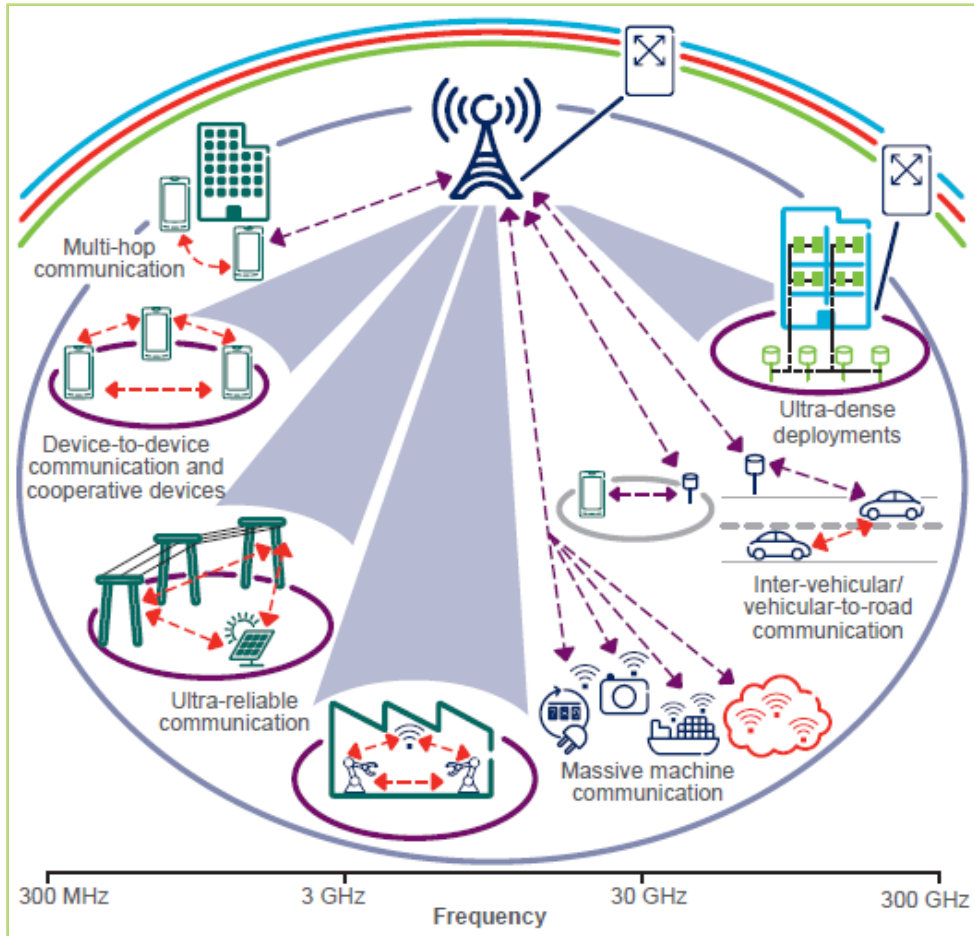 Multi-hop
communication
Device-to-device
communication and
cooperative devices
Ultra-dense
deployments
Inter-vehicular/
vehicular-to-road
communication
Ultra-reliable
communication
Massive machine
communication
300 MHz
3 GHz
30 GHz
300 GHz
Frequency